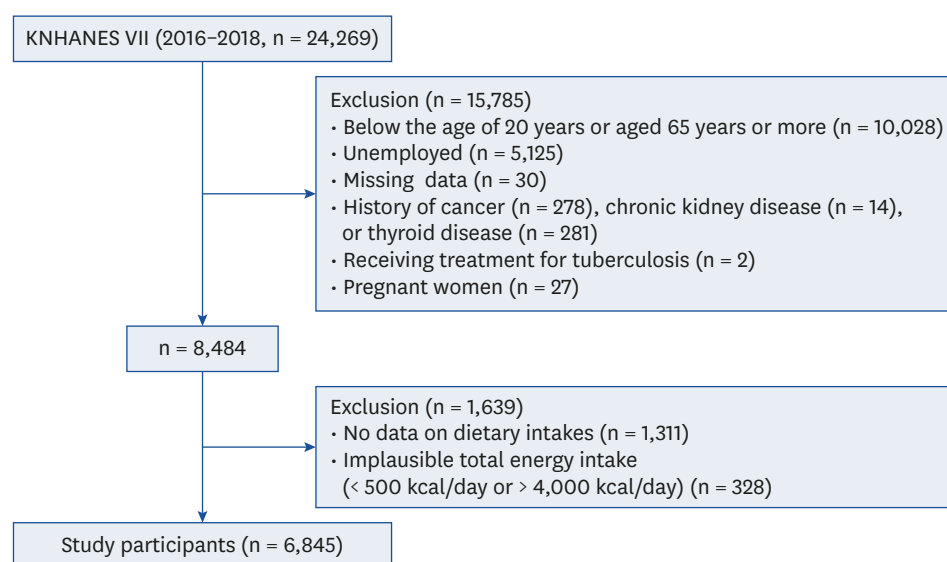 KNHANES VII (2016–2018, n = 24,269)
Exclusion (n = 15,785)
· Below the age of 20 years or aged 65 years or more (n = 10,028)
· Unemployed (n = 5,125)
· Missing data (n = 30)
· History of cancer (n = 278), chronic kidney disease (n = 14),
or thyroid disease (n = 281)
· Receiving treatment for tuberculosis (n = 2)
· Pregnant women (n = 27)
n = 8,484
Exclusion (n = 1,639)
· No data on dietary intakes (n = 1,311)
· Implausible total energy intake
(< 500 kcal/day or > 4,000 kcal/day) (n = 328)
Study participants (n = 6,845)